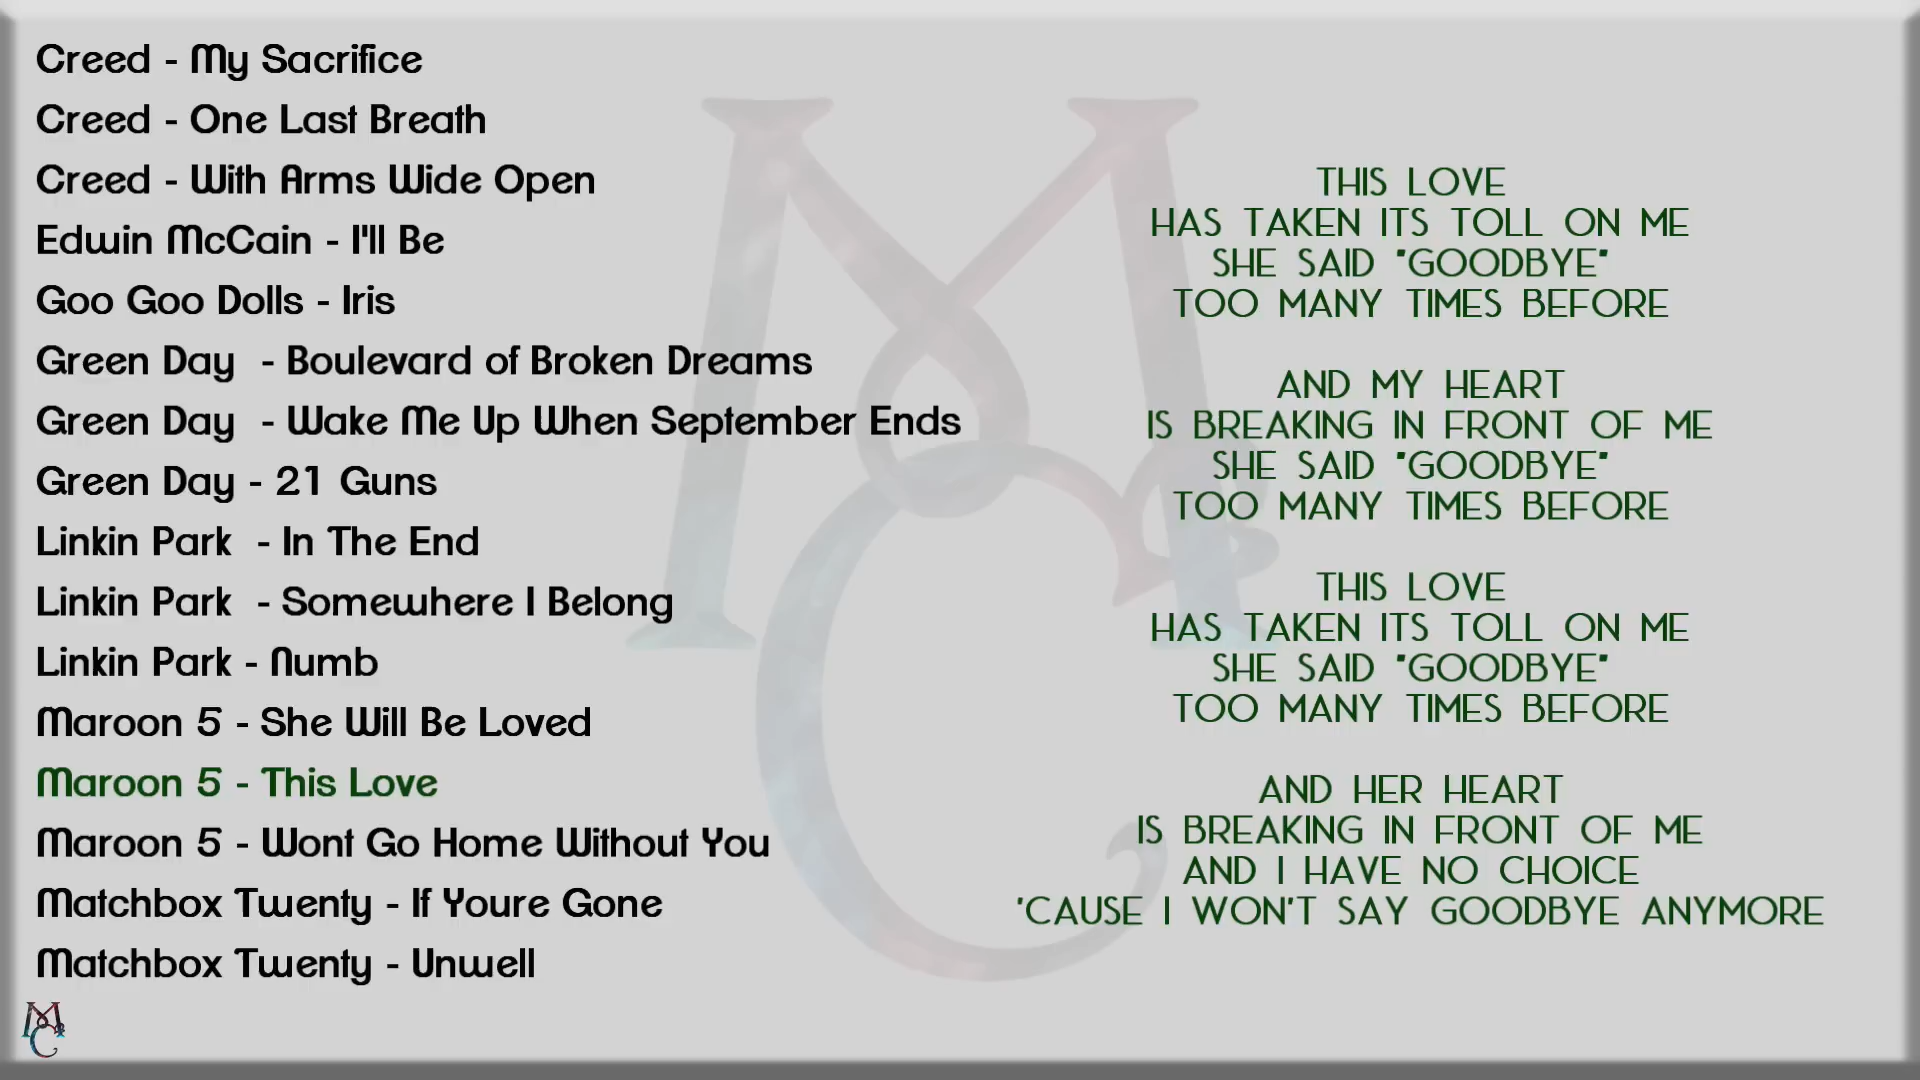 Creed - My Sacrifice
Creed - One Last Breath
Creed - With Arms Wide Open
Edwin McCain - I'll Be
Goo Goo Dolls - Iris
Green Day  - Boulevard of Broken Dreams
Green Day  - Wake Me Up When September Ends
Green Day - 21 Guns
Linkin Park  - In The End
Linkin Park  - Somewhere I Belong
Linkin Park - Numb
Maroon 5 - She Will Be Loved
Maroon 5 - This Love
Maroon 5 - Wont Go Home Without You
Matchbox Twenty - If Youre Gone
Matchbox Twenty - Unwell
THIS LOVE
HAS TAKEN ITS TOLL ON ME
SHE SAID "GOODBYE"
TOO MANY TIMES BEFORE
AND MY HEART
IS BREAKING IN FRONT OF ME
SHE SAID "GOODBYE"
TOO MANY TIMES BEFORE
THIS LOVE
HAS TAKEN ITS TOLL ON ME
SHE SAID "GOODBYE"
TOO MANY TIMES BEFORE
AND HER HEART
IS BREAKING IN FRONT OF ME
AND I HAVE NO CHOICE
'CAUSE I WON'T SAY GOODBYE ANYMORE
MC